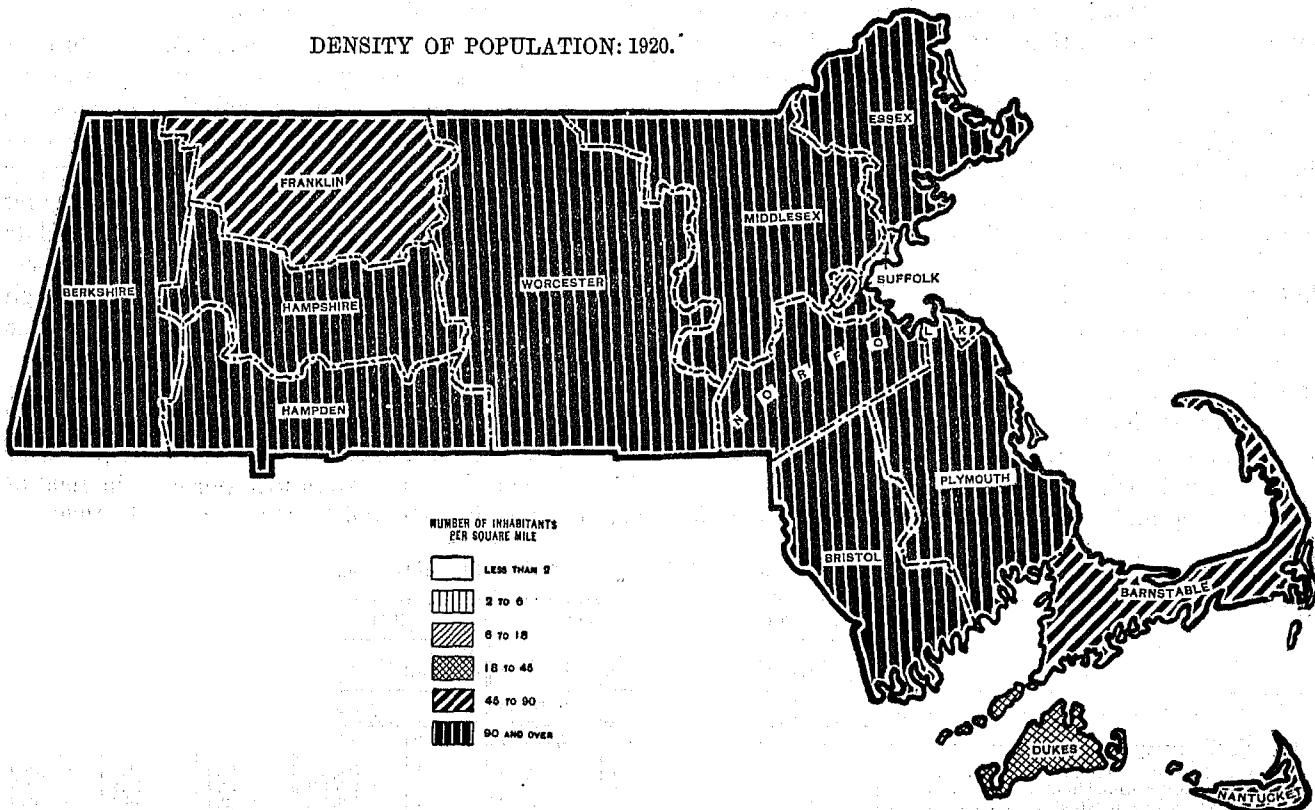 DENSITY OF POPULATION: 1920.
ESSEX
FRANKLIN
MIDDLESEX
SUFFOLK
BERKSHIRE
WORCESTER
HAMPSHIRE
NORFOLK
HAMPDEN
PLYMOUTH
BRISTOL
BARNSTABLE
DUKES
NANTUCKET
NUMBER OF INHABITANTS
PER SQUARE MILE
LESS THAN 2
2 TO 6
6 TO 18
18 TO 45
45 TO 90
90 AND OVER